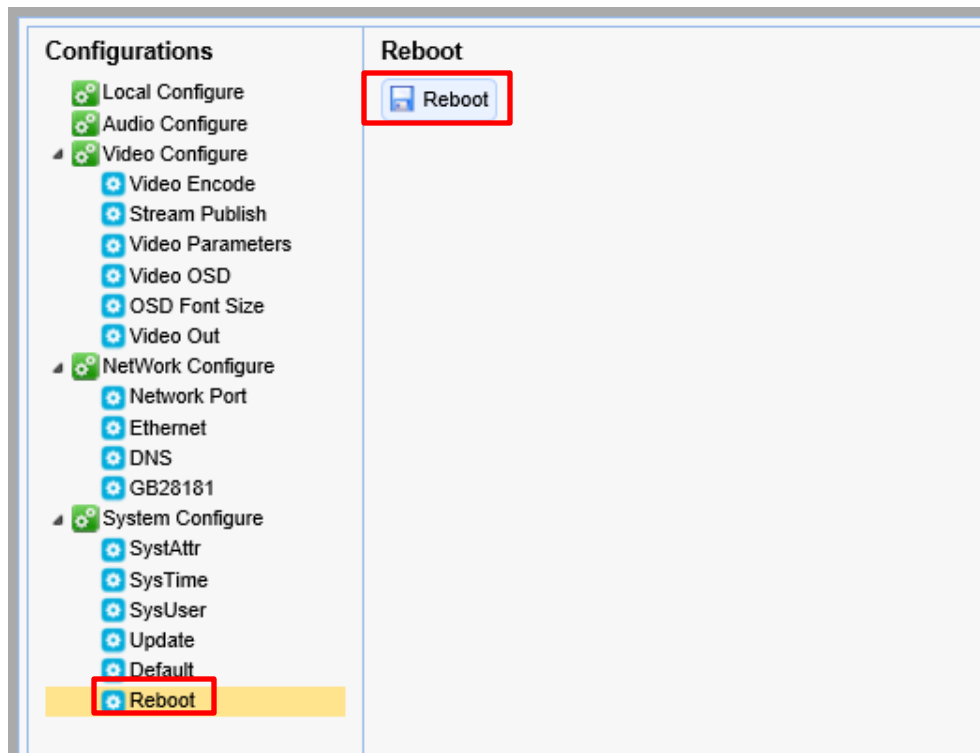 Configurations
Local Configure
Audio Configure
Video Configure
Video Encode
Stream Publish
Video Parameters
Video OSD
OSD Font Size
Video Out
NetWork Configure
Network Port
Ethernet
DNS
GB28181
System Configure
SystAttr
SysTime
SysUser
Update
Default
Reboot
Reboot
Reboot